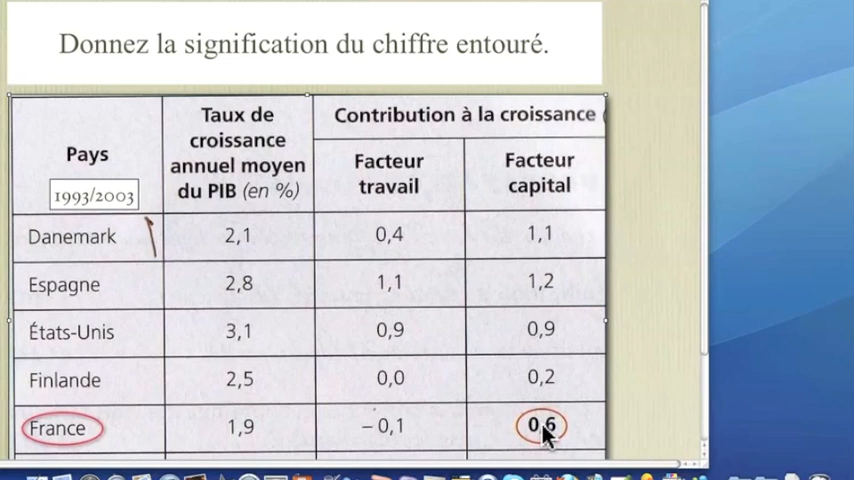 Donnez la signification du chiffre entouré.
Taux de croissance annuel moyen du PIB (en %)
Contribution à la croissance (
Pays
1993/2003
Facteur travail
Facteur capital
Danemark 2,1 0,4 1,1
Espagne 2,8 1,1 1,2
États-Unis 3,1 0,9 0,9
Finlande 2,5 0,0 0,2
France 1,9 – 0,1 0,6